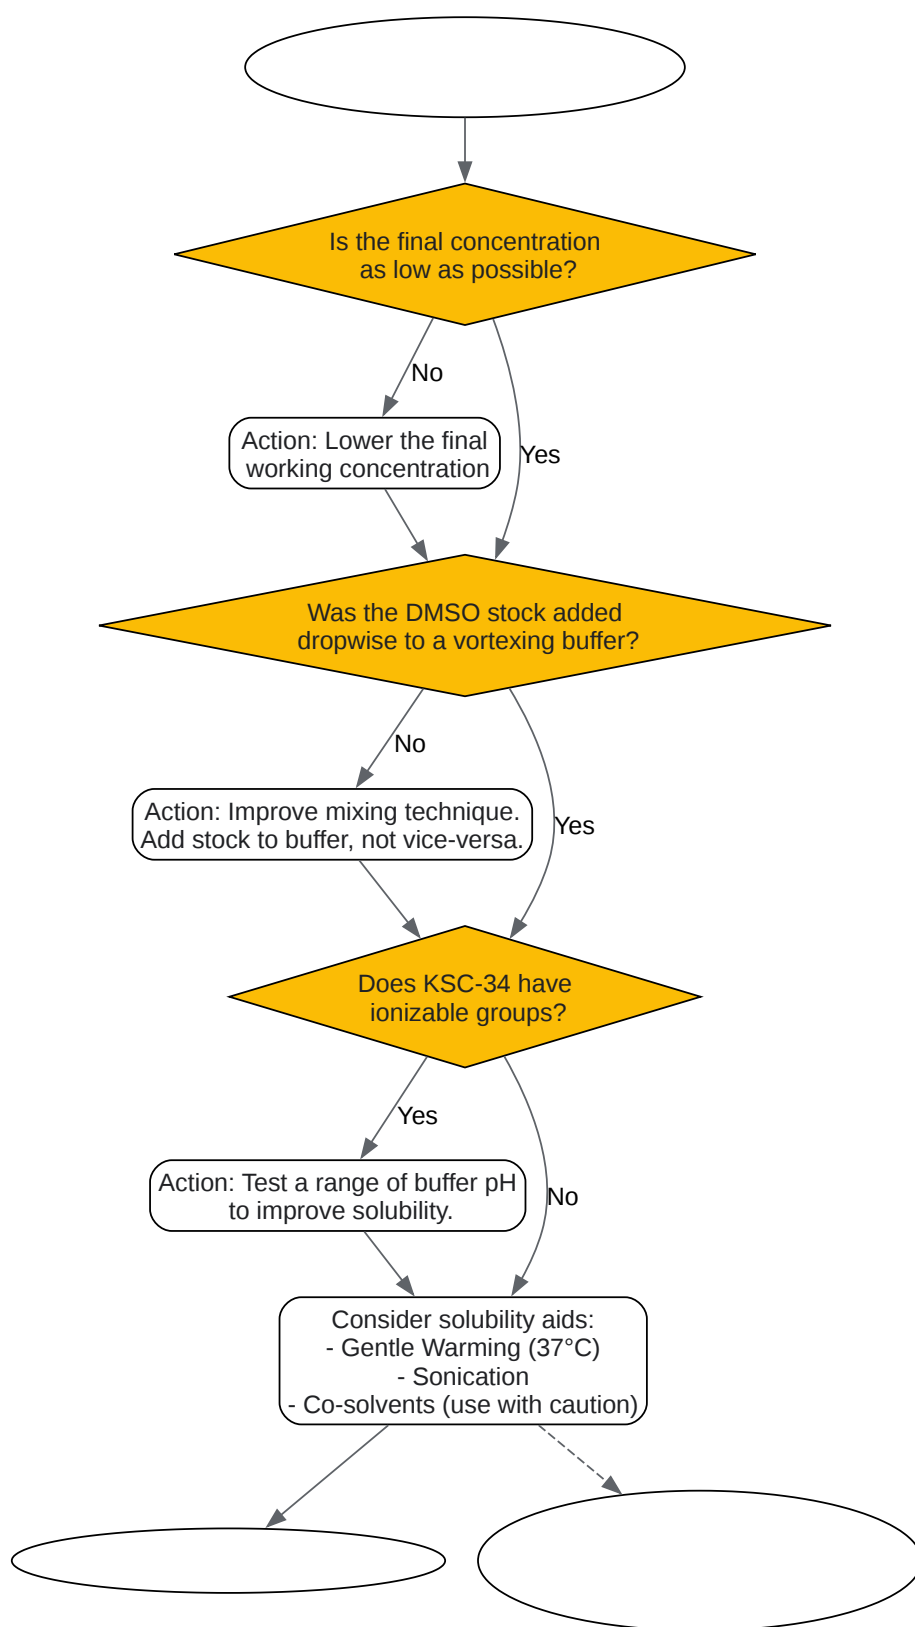 Is the final concentration
as low as possible?
No
Action: Lower the final
working concentration
Yes
Was the DMSO stock added
dropwise to a vortexing buffer?
No
Action: Improve mixing technique.
Add stock to buffer, not vice-versa.
Yes
Does KSC-34 have
ionizable groups?
Yes
Action: Test a range of buffer pH
to improve solubility.
No
Consider solubility aids:
- Gentle Warming (37°C)
- Sonication
- Co-solvents (use with caution)